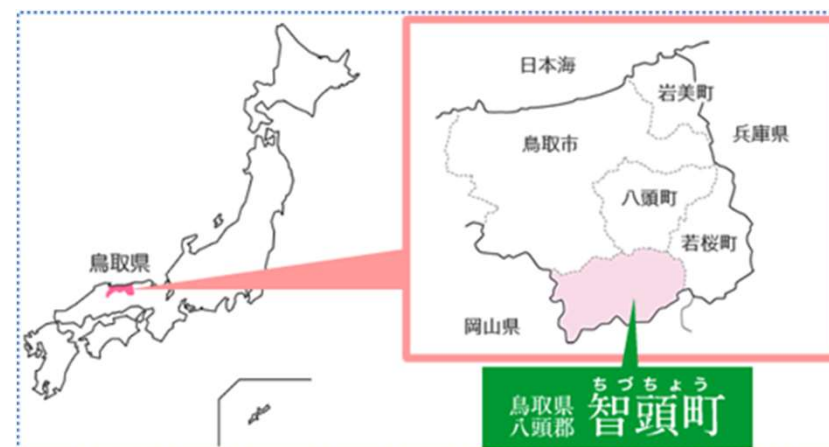 鳥取県
日本海
岩美町
兵庫県
鳥取市
八頭町
若桜町
岡山県
鳥取県
八頭郡
ちづちょう
智頭町